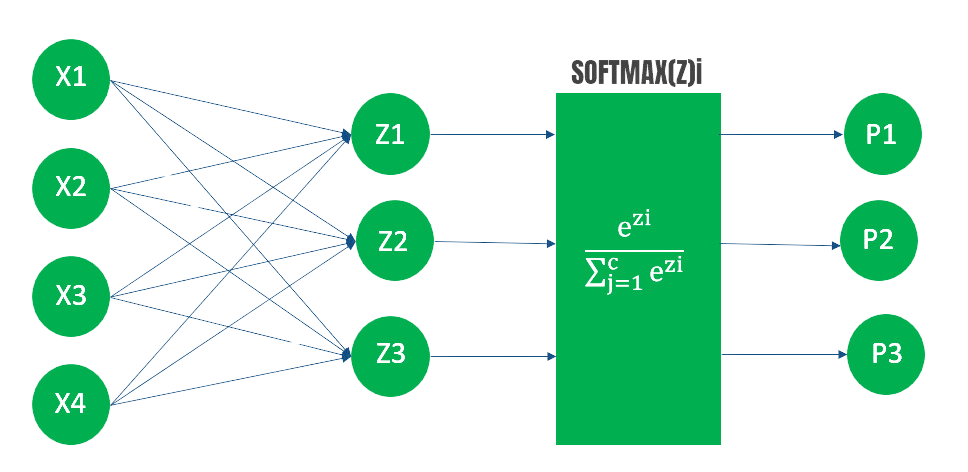 SOFTMAX(Z)i
X1
Z1
P1
X2
Z2
P2
X3
Z3
P3
X4
e^{zi}
∑_{j=1}^{c} e^{zi}